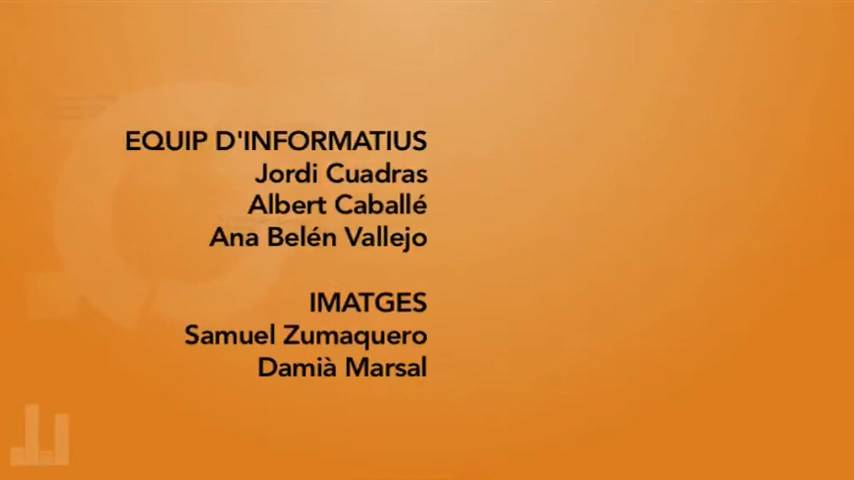 EQUIP D'INFORMATIUS
Jordi Cuadras
Albert Caballé
Ana Belén Vallejo
IMATGES
Samuel Zumaquero
Damià Marsal